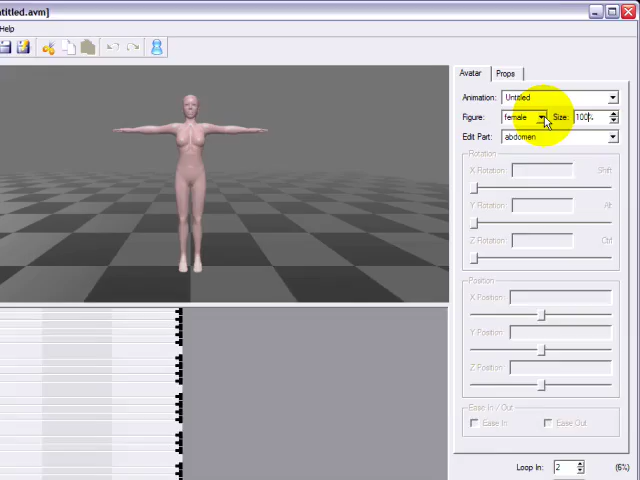 ntitled.avm]
Help
Avatar
Props
Animation: Untitled
Figure: female Size: 100%
Edit Part: abdomen
Rotation
X Rotation Shift
Y Rotation: Alt
Z Rotation: Ctrl
Position
X Position
Y Position:
Z Position:
Ease In / Out
Ease In Ease Out
Loop In: 2 (6%)